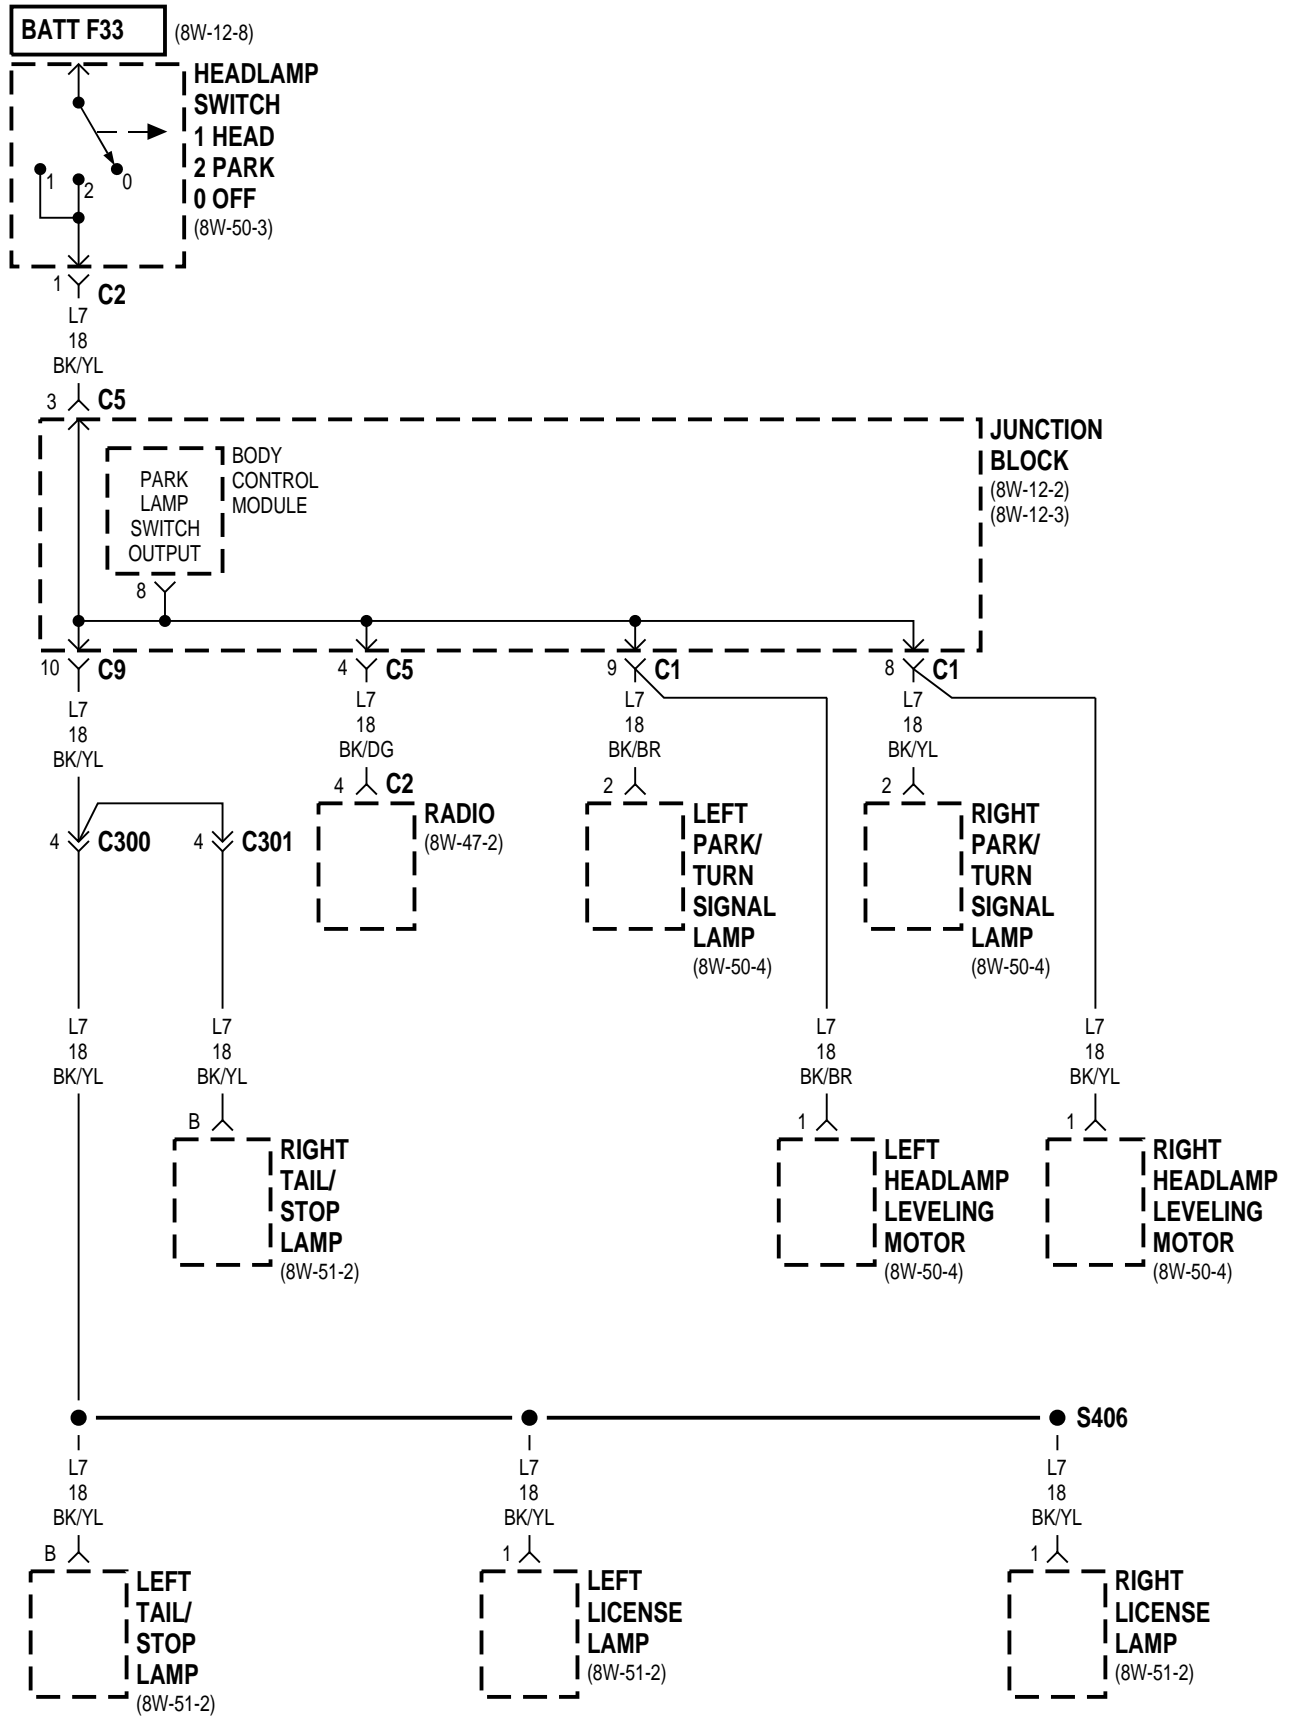 BATT F33
(8W-12-8)
HEADLAMP
SWITCH
1 HEAD
2 PARK
0 OFF
(8W-50-3)
1
2
0
1
C2
L7
18
BK/YL
3
C5
JUNCTION
BLOCK
(8W-12-2)
(8W-12-3)
BODY
CONTROL
MODULE
PARK
LAMP
SWITCH
OUTPUT
8
10
C9
4
C5
9
C1
8
C1
L7
18
BK/YL
L7
18
BK/DG
L7
18
BK/BR
L7
18
BK/YL
4
C2
2
2
RADIO
(8W-47-2)
LEFT
PARK/
TURN
SIGNAL
LAMP
(8W-50-4)
RIGHT
PARK/
TURN
SIGNAL
LAMP
(8W-50-4)
4
C300
4
C301
L7
18
BK/YL
L7
18
BK/YL
L7
18
BK/BR
L7
18
BK/YL
B
1
1
RIGHT
TAIL/
STOP
LAMP
(8W-51-2)
LEFT
HEADLAMP
LEVELING
MOTOR
(8W-50-4)
RIGHT
HEADLAMP
LEVELING
MOTOR
(8W-50-4)
S406
L7
18
BK/YL
L7
18
BK/YL
L7
18
BK/YL
B
1
1
LEFT
TAIL/
STOP
LAMP
(8W-51-2)
LEFT
LICENSE
LAMP
(8W-51-2)
RIGHT
LICENSE
LAMP
(8W-51-2)